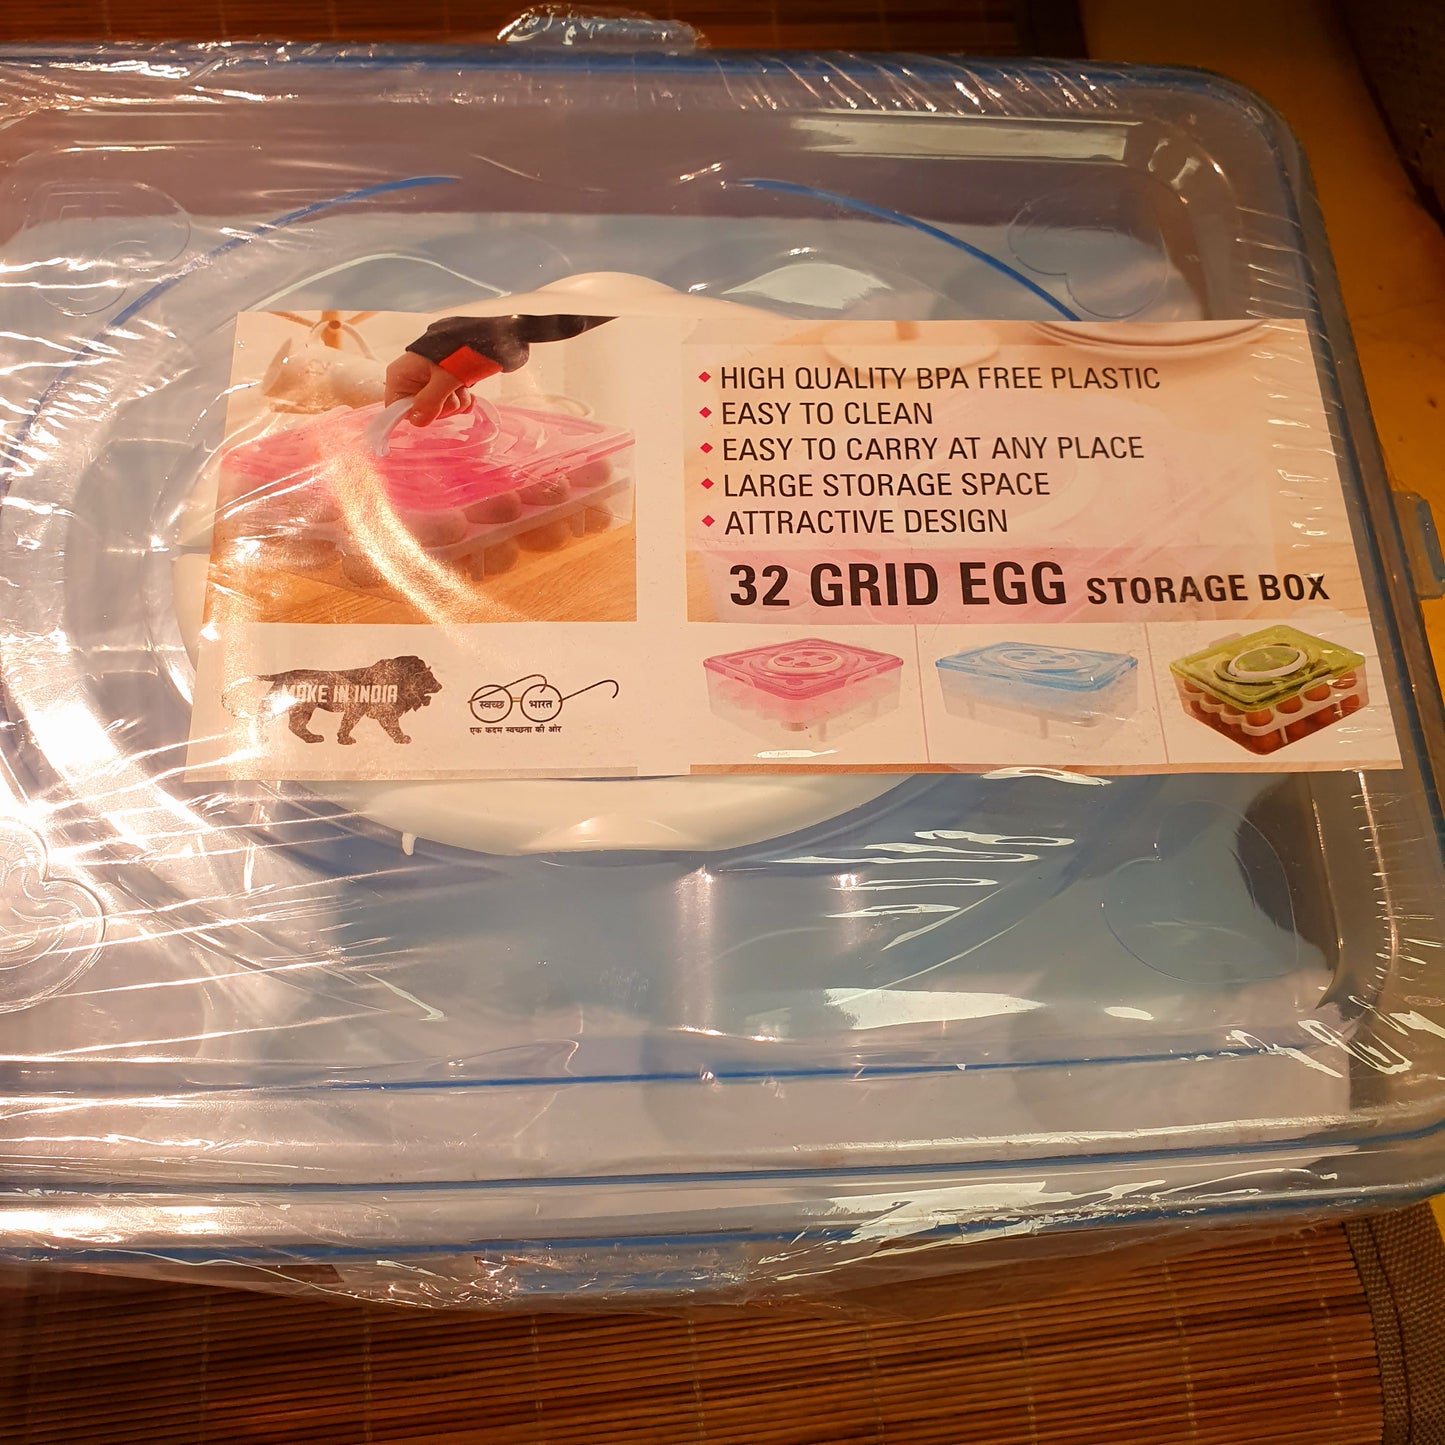 HIGH QUALITY BPA FREE PLASTIC
EASY TO CLEAN
EASY TO CARRY AT ANY PLACE
LARGE STORAGE SPACE
ATTRACTIVE DESIGN
32 GRID EGG STORAGE BOX
MAKE IN INDIA
स्वच्छ भारत
एक कदम स्वच्छता की ओर